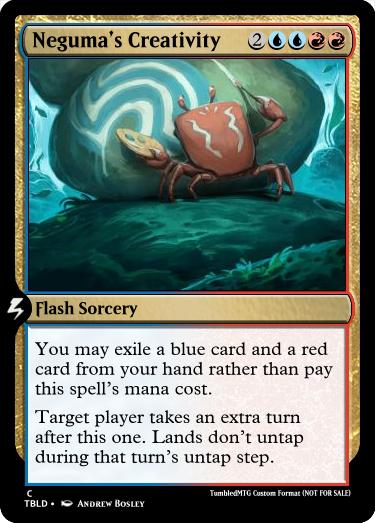 Neguma's Creativity 2
Flash Sorcery
You may exile a blue card and a red
card from your hand rather than pay
this spell's mana cost.
Target player takes an extra turn
after this one. Lands don't untap
during that turn's untap step.
C
TBLD • Andrew Bosley
TumbledMTG Custom Format (NOT FOR SALE)